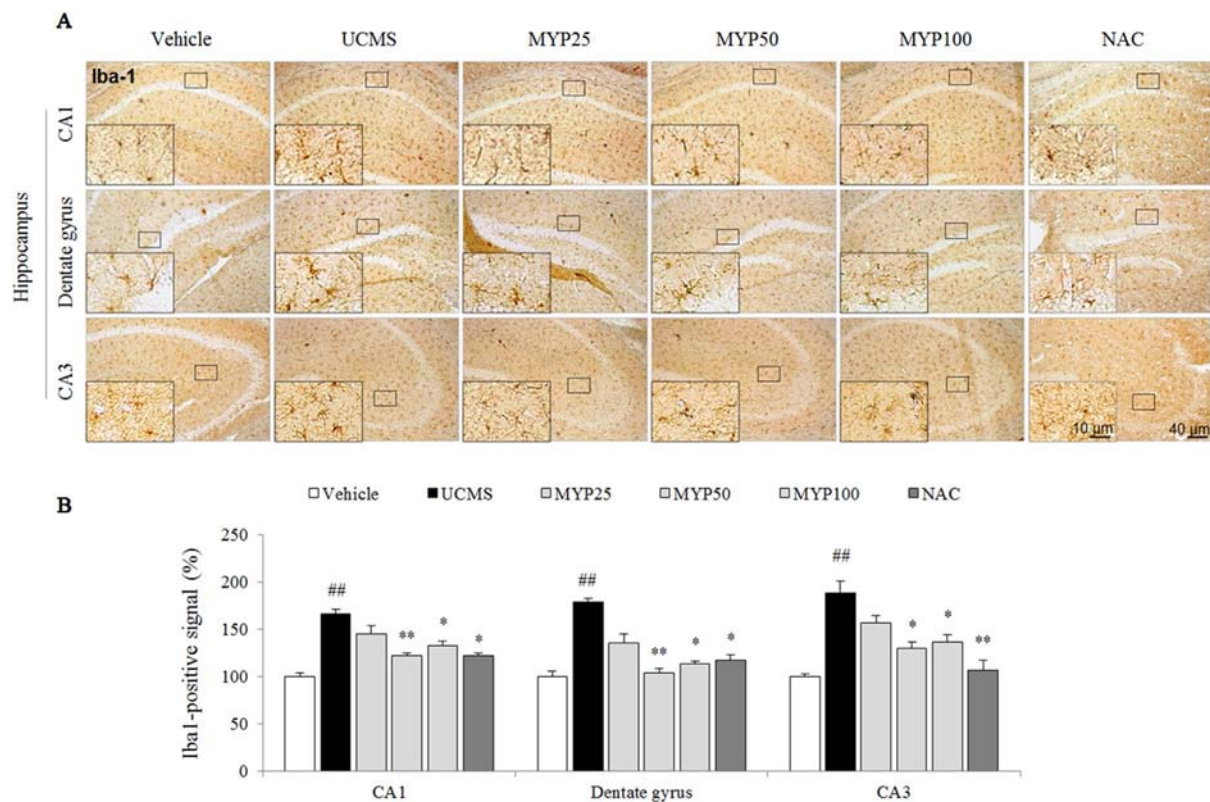 A
Vehicle UCMS MYP25 MYP50 MYP100 NAC
Iba-1
Hippocampus
CA1
Dentate gyrus
CA3
10 µm 40 µm
B
Vehicle UCMS MYP25 MYP50 MYP100 NAC
Iba1-positive signal (%)
250
200
150
100
50
0
## ** * *
## ** * *
## * * **
CA1 Dentate gyrus CA3